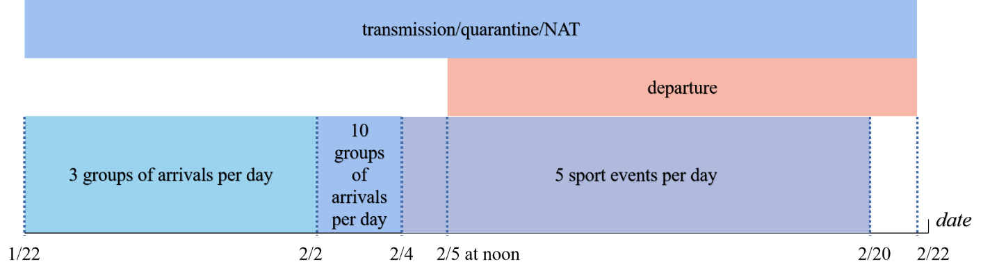 transmission/quarantine/NAT
departure
3 groups of arrivals per day
10
groups
of
arrivals
per day
5 sport events per day
date
1/22
2/2
2/4
2/5 at noon
2/20
2/22